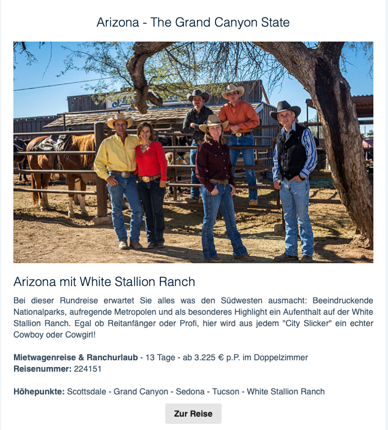 Arizona - The Grand Canyon State
Arizona mit White Stallion Ranch
Bei dieser Rundreise erwartet Sie alles was den Südwesten ausmacht: Beeindruckende
Nationalparks, aufregende Metropolen und als besonderes Highlight ein Aufenthalt auf der White
Stallion Ranch. Egal ob Reitanfänger oder Profi, hier wird aus jedem "City Slicker" ein echter
Cowboy oder Cowgirl!
Mietwagenreise & Ranchurlaub - 13 Tage - ab 3.225 € p.P. im Doppelzimmer
Reisenummer: 224151
Höhepunkte: Scottsdale - Grand Canyon - Sedona - Tucson - White Stallion Ranch
Zur Reise